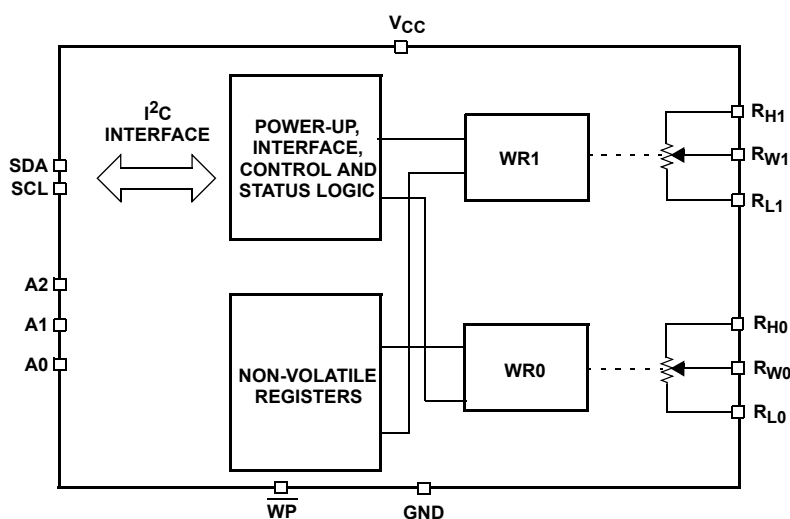 VCC
I2C
INTERFACE
POWER-UP,
INTERFACE,
CONTROL AND
STATUS LOGIC
WR1
RH1
RW1
RL1
SDA
SCL
A2
A1
A0
NON-VOLATILE
REGISTERS
WR0
RH0
RW0
RL0
WP
GND